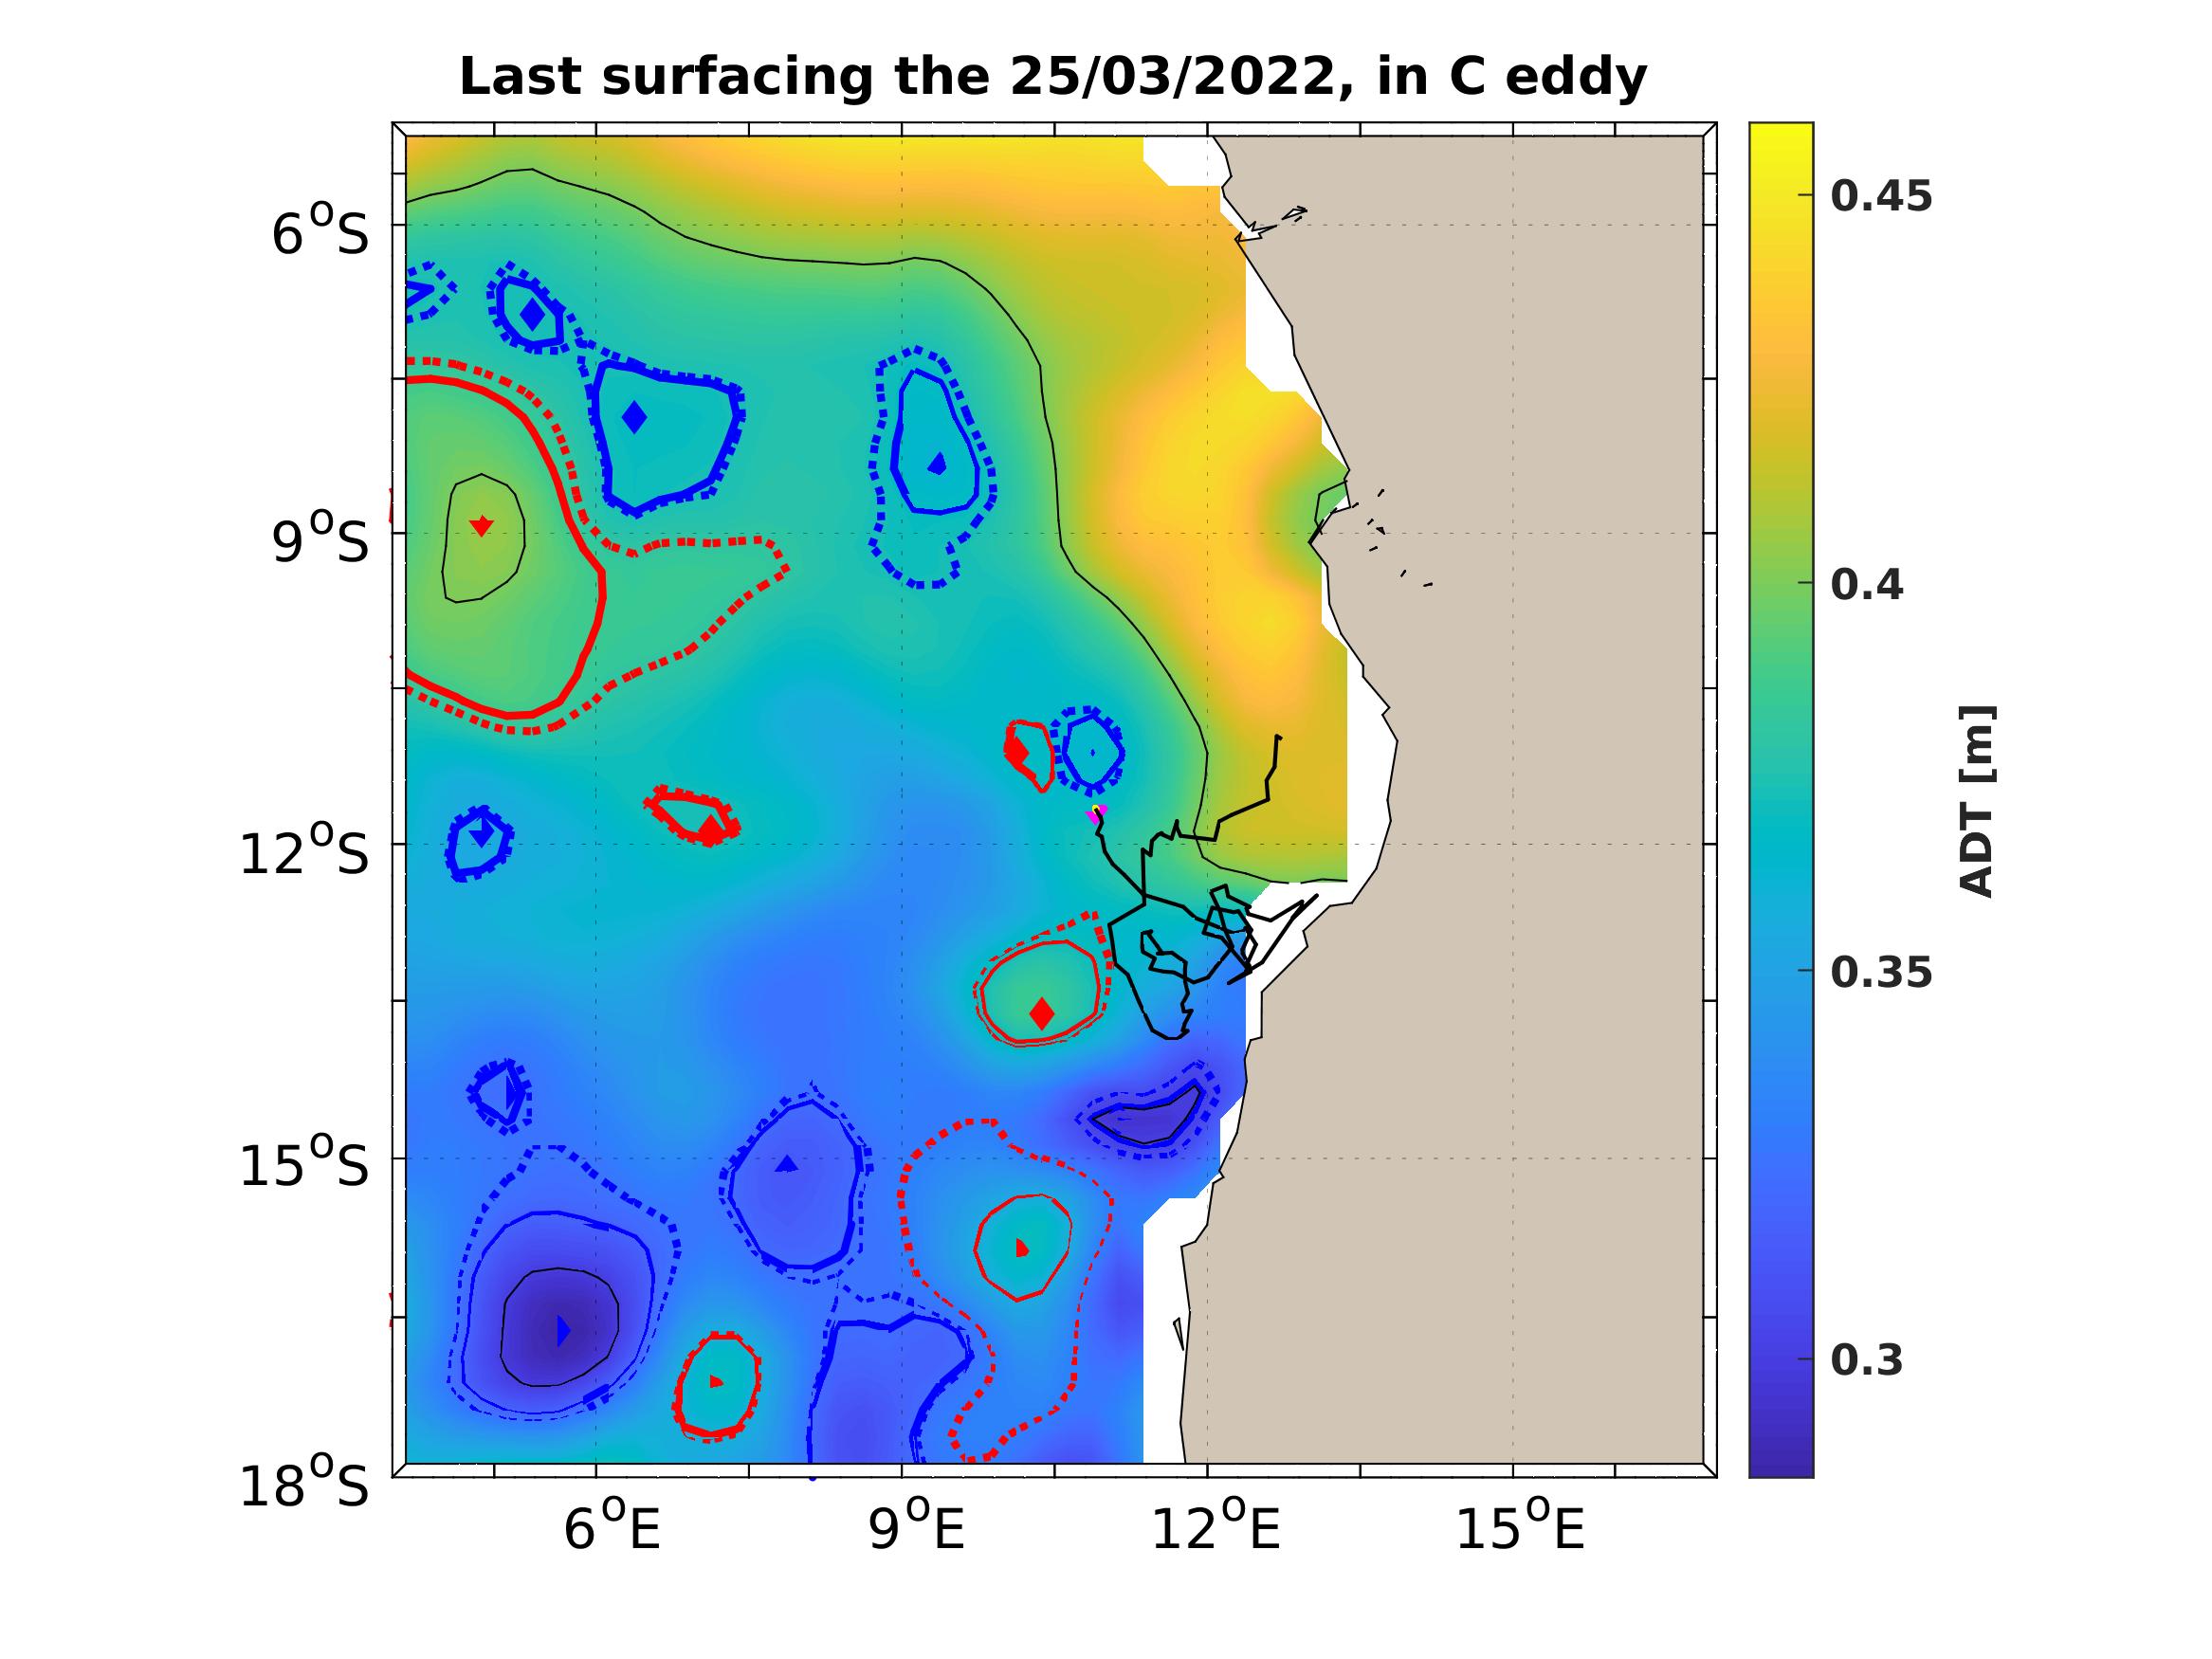 Last surfacing the 25/03/2022, in C eddy
6°S
9°S
12°S
15°S
18°S
6°E
9°E
12°E
15°E
0.45
0.4
0.35
0.3
ADT [m]